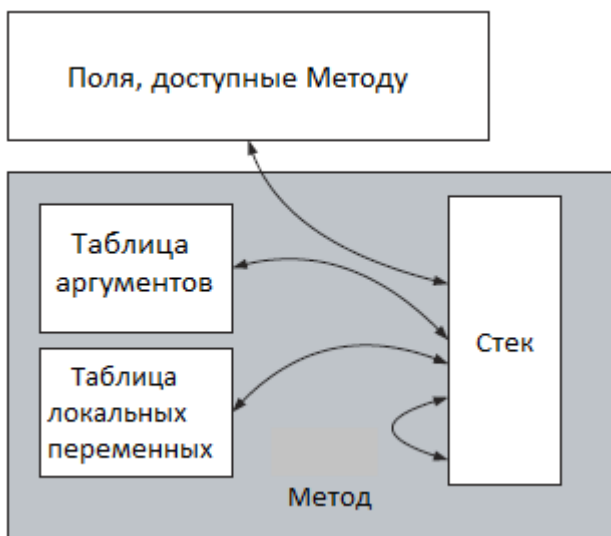 Поля, доступные Методу
Таблица
аргументов
Стек
Таблица
локальных
переменных
Метод